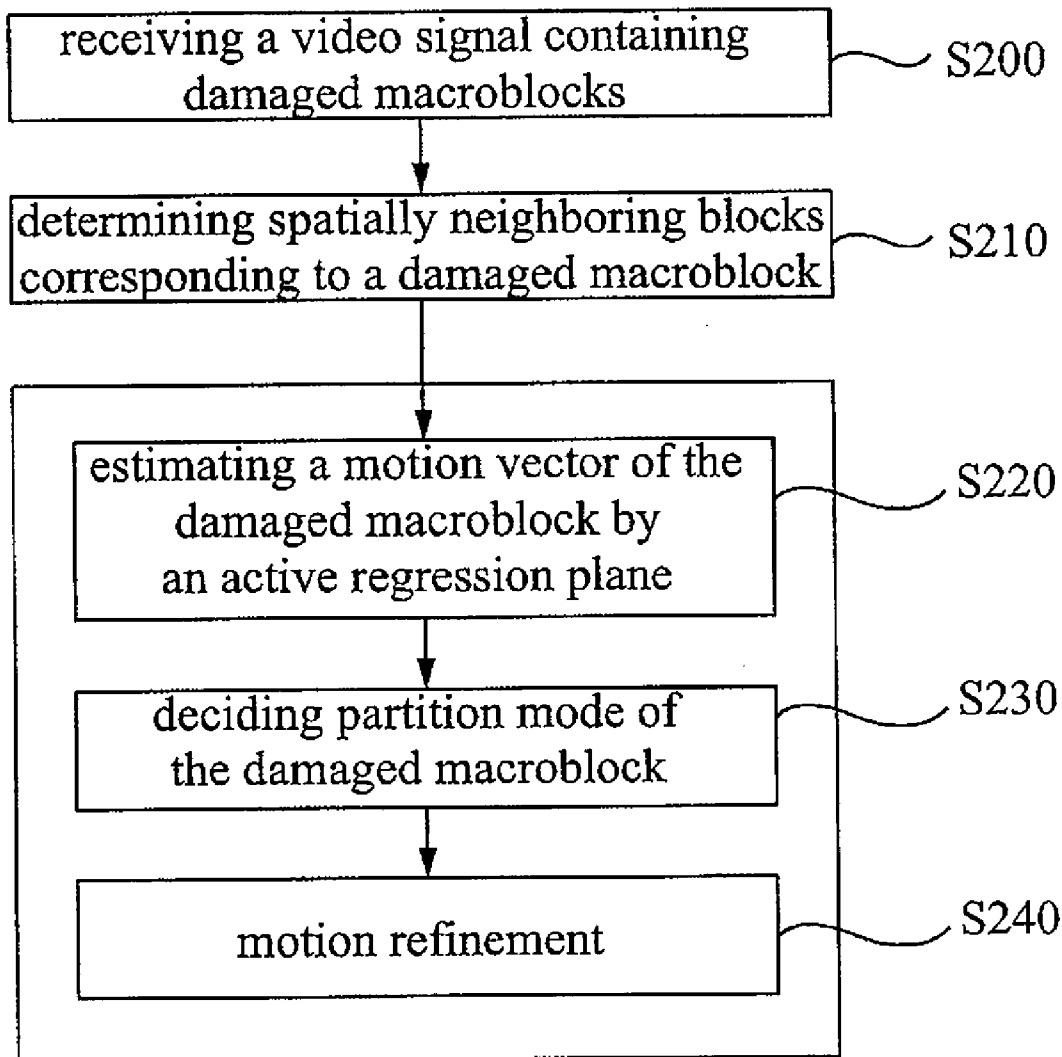 receiving a video signal containing
damaged macroblocks
S200
determining spatially neighboring blocks
corresponding to a damaged macroblock
S210
estimating a motion vector of the
damaged macroblock by
an active regression plane
S220
deciding partition mode of
the damaged macroblock
S230
motion refinement
S240